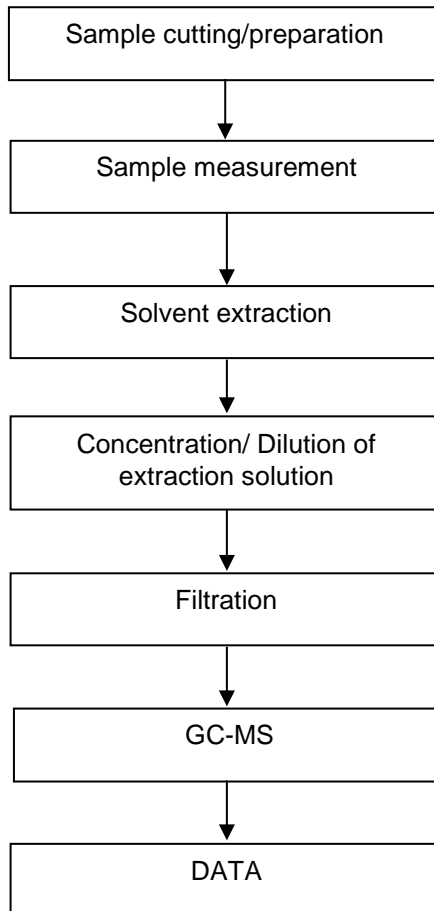 Sample cutting/preparation
Sample measurement
Solvent extraction
Concentration/ Dilution of
extraction solution
Filtration
GC-MS
DATA